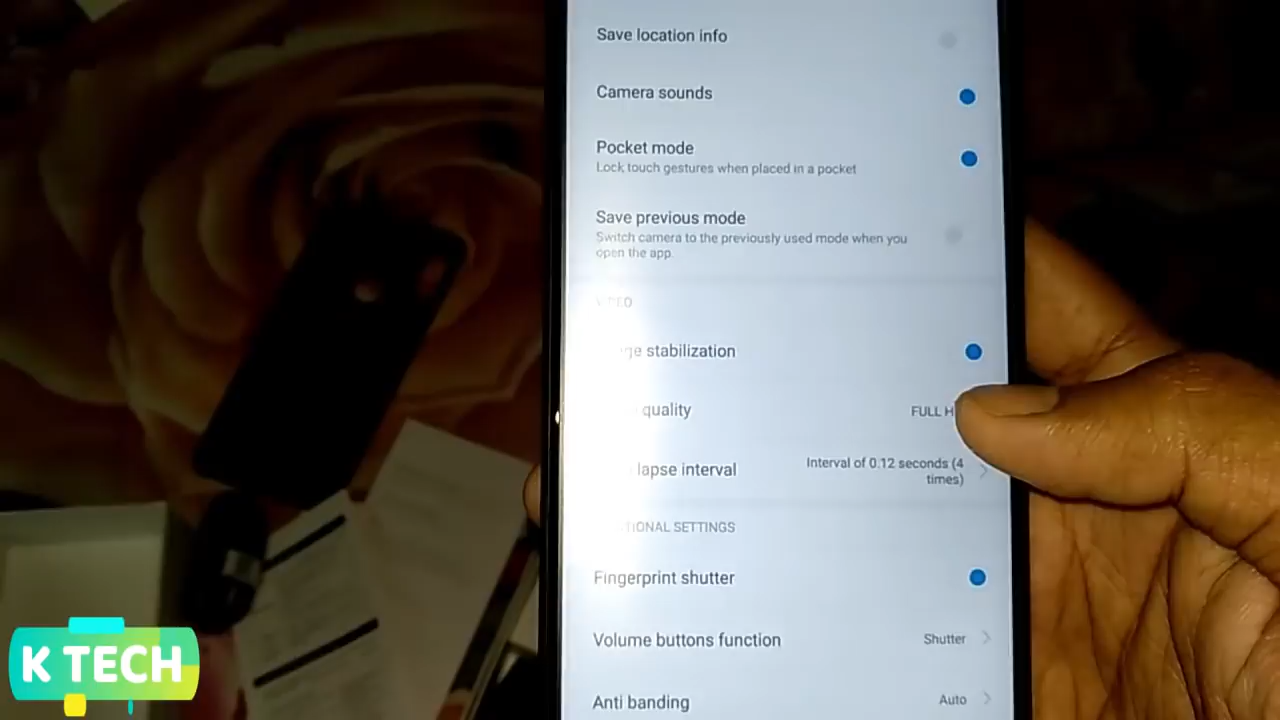 Save location info
Camera sounds
Pocket mode
Lock touch gestures when placed in a pocket
Save previous mode
Switch camera to the previously used mode when you
open the app.
stabilization
quality
FULL
lapse interval
Interval of 0.12 seconds (4
times)
SETTINGS
Fingerprint shutter
Volume buttons function
Shutter
Anti banding
Auto
K TECH